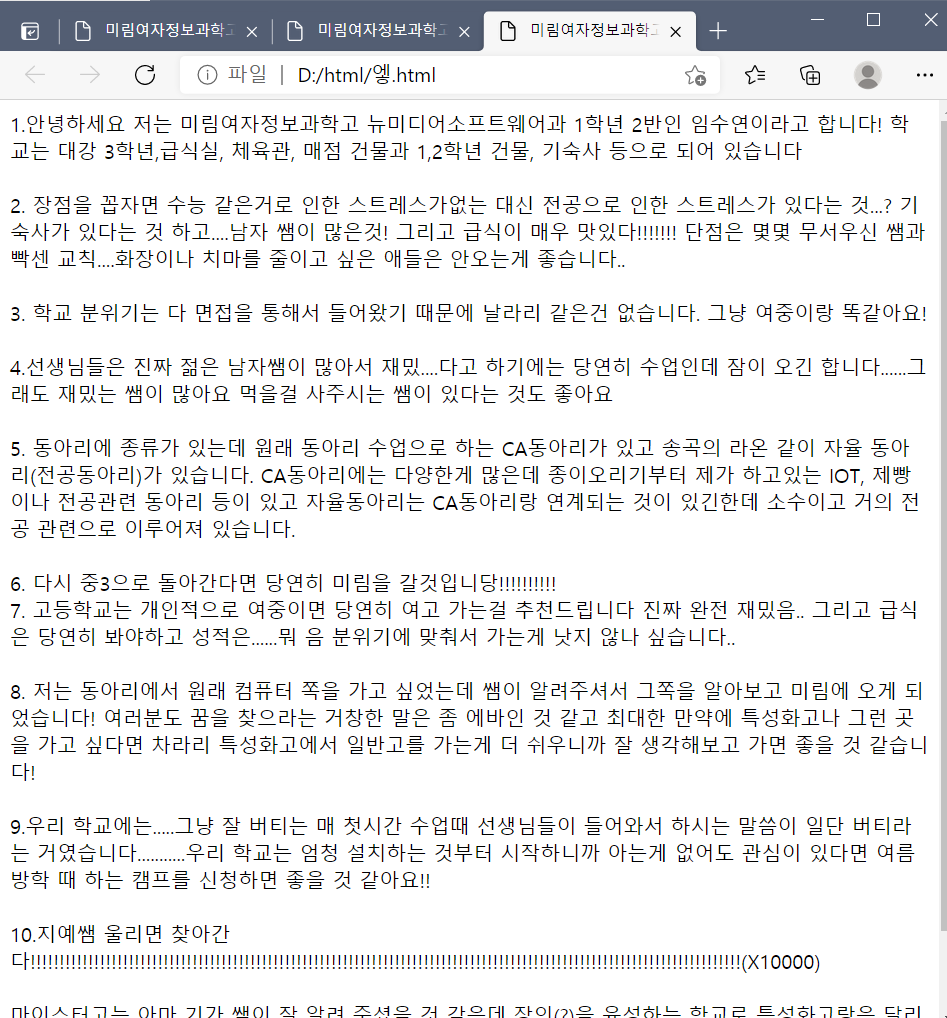 미림여자정보과학고
미림여자정보과학고
미림여자정보과학고
파일 | D:/html/엫.html
1.안녕하세요 저는 미림여자정보과학고 뉴미디어소프트웨어과 1학년 2반인 임수연이라고 합니다! 학
교는 대강 3학년,급식실, 체육관, 매점 건물과 1,2학년 건물, 기숙사 등으로 되어 있습니다
2. 장점을 꼽자면 수능 같은거로 인한 스트레스가없는 대신 전공으로 인한 스트레스가 있다는 것...? 기
숙사가 있다는 것 하고....남자 쌤이 많은것! 그리고 급식이 매우 맛있다!!!!!!! 단점은 몇몇 무서우신 쌤과
빡센 교칙....화장이나 치마를 줄이고 싶은 애들은 안오는게 좋습니다..
3. 학교 분위기는 다 면접을 통해서 들어왔기 때문에 날라리 같은건 없습니다. 그냥 여중이랑 똑같아요!
4.선생님들은 진짜 젊은 남자쌤이 많아서 재밌....다고 하기에는 당연히 수업인데 잠이 오긴 합니다......그
래도 재밌는 쌤이 많아요 먹을걸 사주시는 쌤이 있다는 것도 좋아요
5. 동아리에 종류가 있는데 원래 동아리 수업으로 하는 CA동아리가 있고 송곡의 라온 같이 자율 동아
리(전공동아리)가 있습니다. CA동아리에는 다양한게 많은데 종이오리기부터 제가 하고있는 IOT, 제빵
이나 전공관련 동아리 등이 있고 자율동아리는 CA동아리랑 연계되는 것이 있긴한데 소수이고 거의 전
공 관련으로 이루어져 있습니다.
6. 다시 중3으로 돌아간다면 당연히 미림을 갈것입니당!!!!!!!!!!
7. 고등학교는 개인적으로 여중이면 당연히 여고 가는걸 추천드립니다 진짜 완전 재밌음.. 그리고 급식
은 당연히 봐야하고 성적은......뭐 음 분위기에 맞춰서 가는게 낫지 않나 싶습니다..
8. 저는 동아리에서 원래 컴퓨터 쪽을 가고 싶었는데 쌤이 알려주셔서 그쪽을 알아보고 미림에 오게 되
었습니다! 여러분도 꿈을 찾으라는 거창한 말은 좀 에바인 것 같고 최대한 만약에 특성화고나 그런 곳
을 가고 싶다면 차라리 특성화고에서 일반고를 가는게 더 쉬우니까 잘 생각해보고 가면 좋을 것 같습니
다!
9.우리 학교에는.....그냥 잘 버티는 매 첫시간 수업때 선생님들이 들어와서 하시는 말씀이 일단 버티라
는 거였습니다...........우리 학교는 엄청 설치하는 것부터 시작하니까 아는게 없어도 관심이 있다면 여름
방학 때 하는 캠프를 신청하면 좋을 것 같아요!!
10.지예쌤 울리면 찾아간
다!!!!!!!!!!!!!!!!!!!!!!!!!!!!!!!!!!!!!!!!!!!!!!!!!!!!!!!!!!!!!!!!!!!!!!!!!!!!!!!!!!!!!!!!!!!!!!!!!!!!!!!!!!!!!!!!!!!!!!!!!!!!!!(X10000)
마이스터고는 아마 기가 쌤이 잘 알려 주셨을 것 같은데 장인(?)을 육성하는 학교로 특성화고랑은 달리